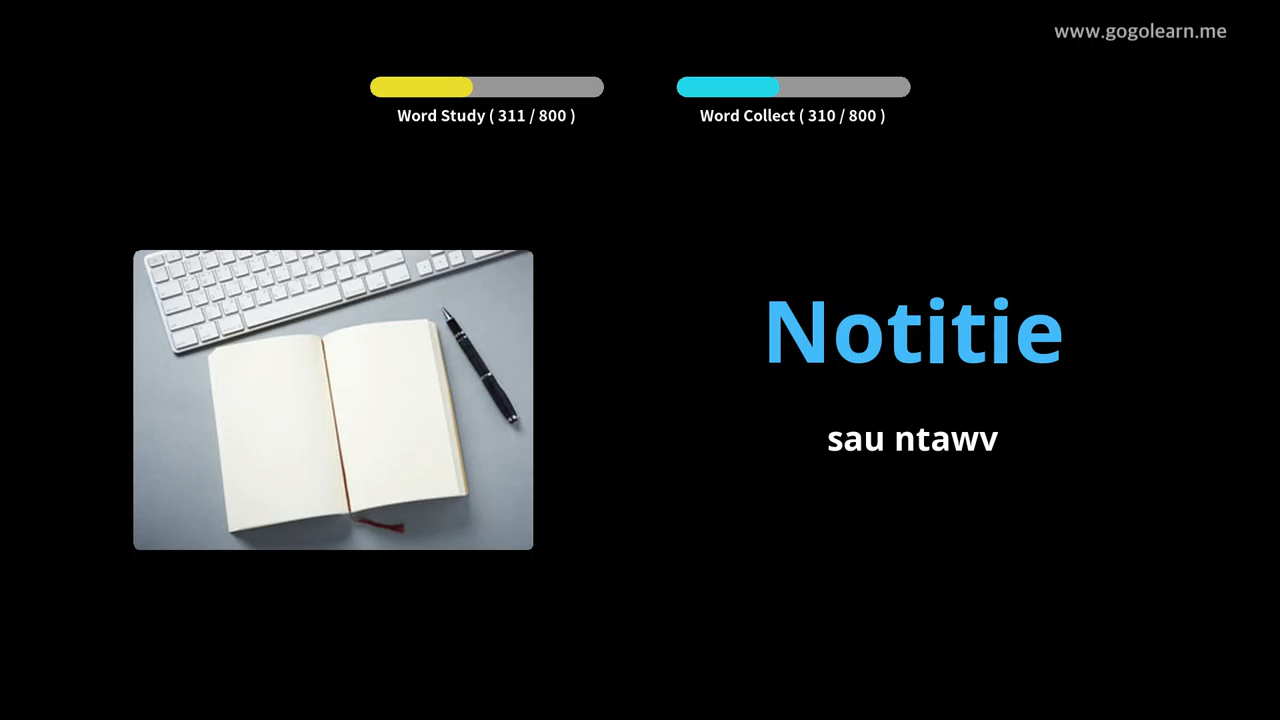 www.gogolearn.me
Word Study ( 311 / 800 )
Word Collect ( 310 / 800 )
Notitie
sau ntawv